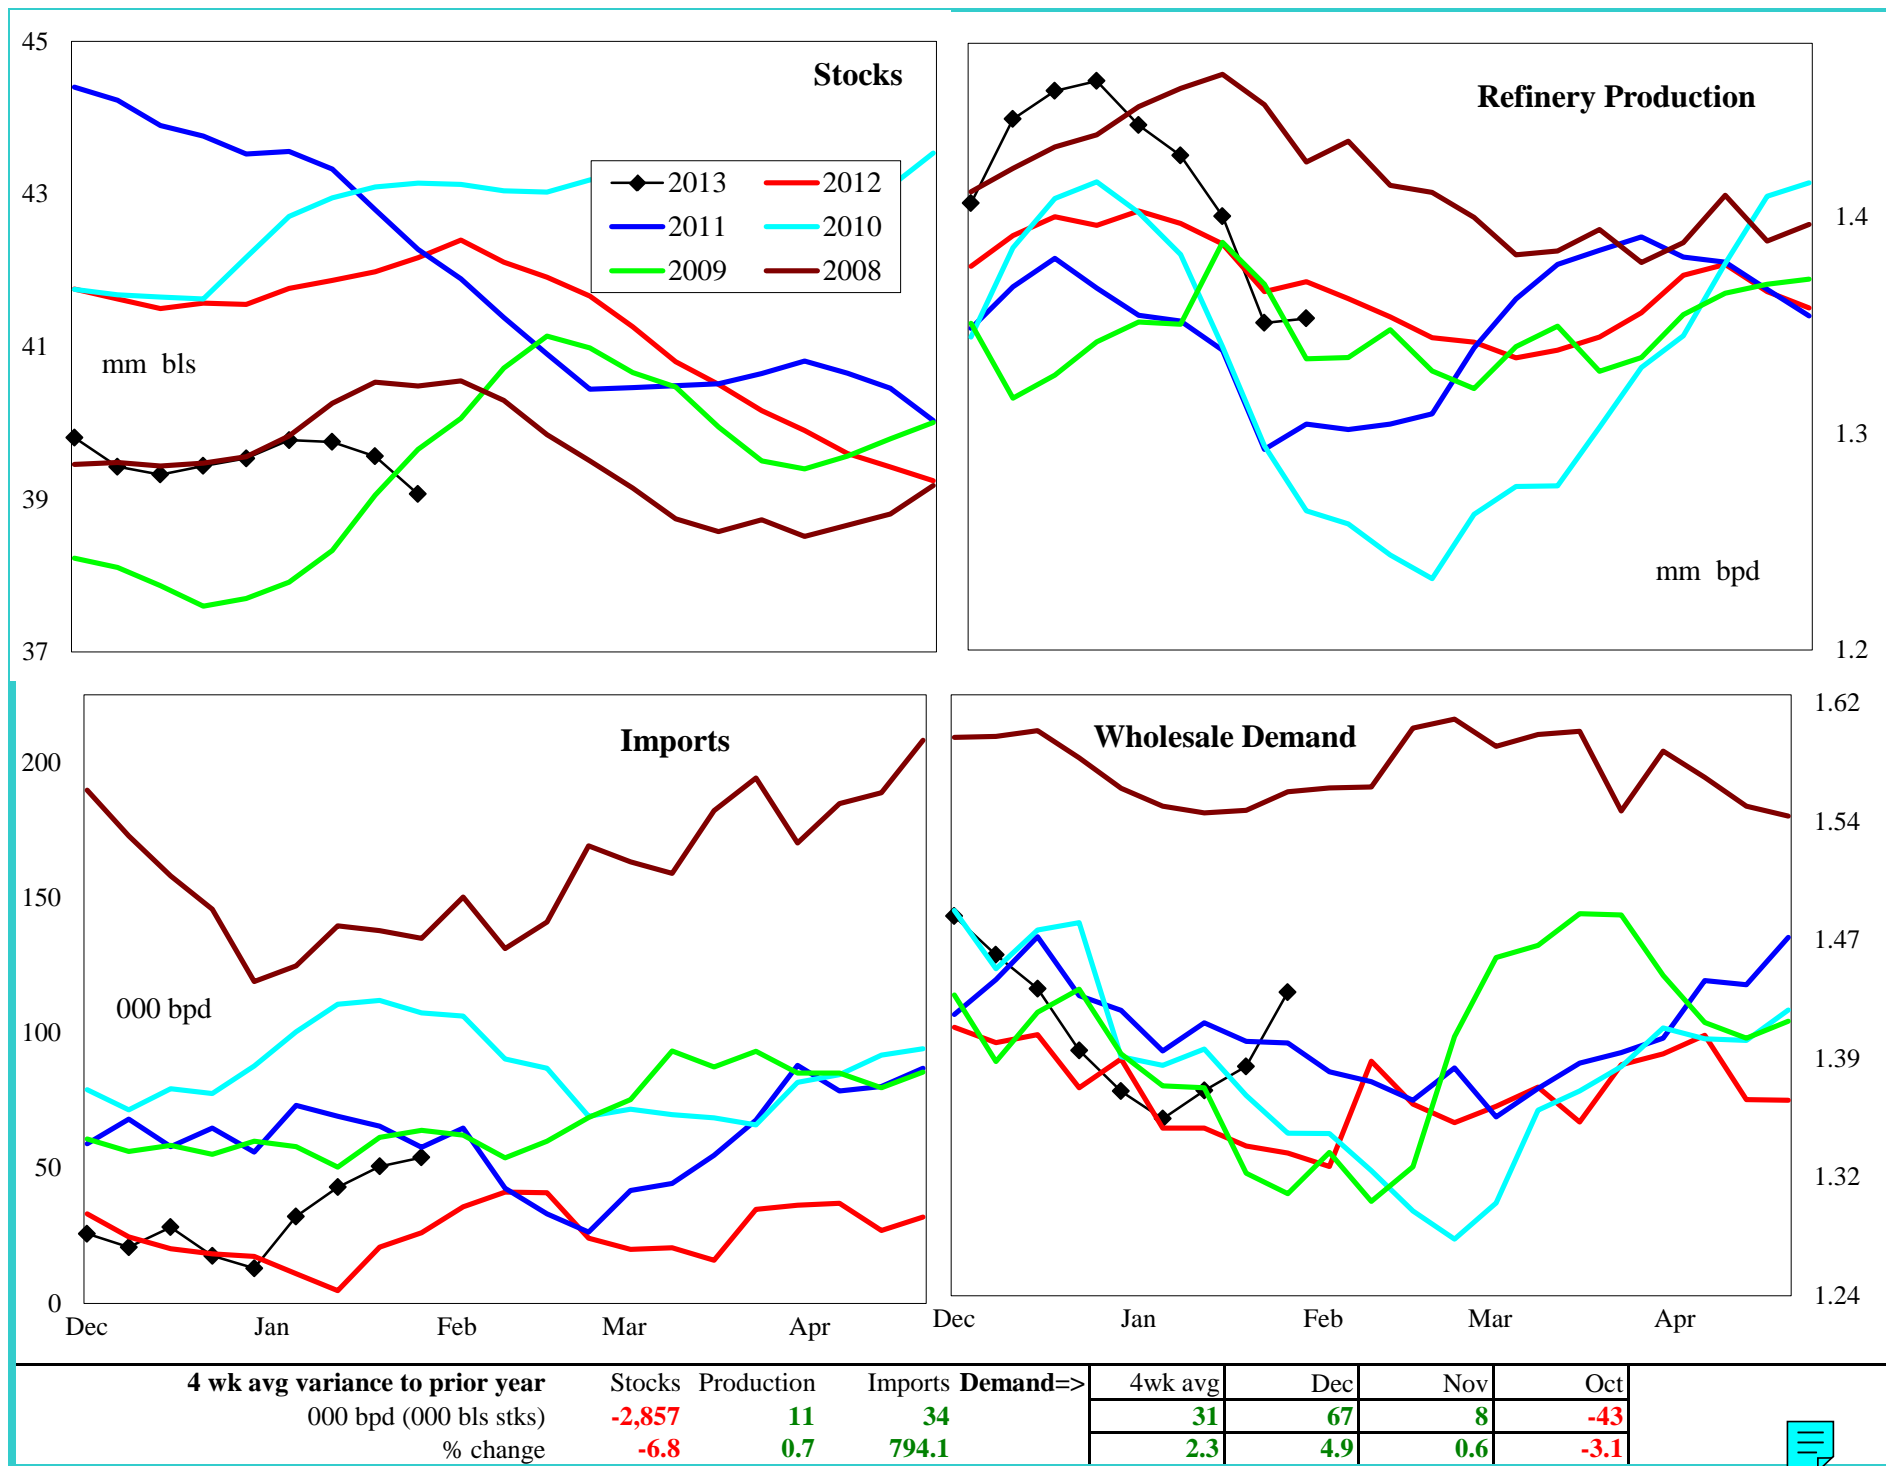 45
43
41
39
37
Stocks
mm bls
2013
2012
2011
2010
2009
2008
Refinery Production
mm bpd
1.4
1.3
1.2
Imports
000 bpd
200
150
100
50
0
Dec Jan Feb Mar Apr
Wholesale Demand
1.62
1.54
1.47
1.39
1.32
1.24
Dec Jan Feb Mar Apr
4 wk avg variance to prior year Stocks Production Imports Demand=> 4wk avg Dec Nov Oct
000 bpd (000 bls stks) -2,857 11 34 31 67 8 -43
% change -6.8 0.7 794.1 2.3 4.9 0.6 -3.1